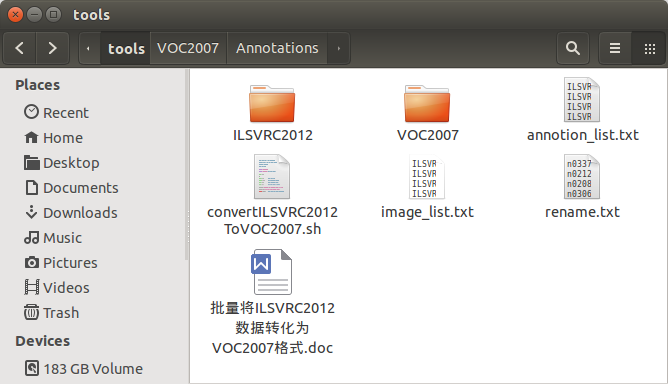 tools
tools VOC2007 Annotations
Places
Recent
Home
Desktop
Documents
Downloads
Music
Pictures
Videos
Trash
Devices
183 GB Volume
ILSVRC2012
VOC2007
ILSVR
ILSVR
ILSVR
ILSVR
annotion_list.txt
convertILSVRC2012
ToVOC2007.sh
ILSVR
ILSVR
ILSVR
ILSVR
image_list.txt
n0337
n0212
n0208
n0306
rename.txt
W
批量将ILSVRC2012
数据转化为
VOC2007格式.doc